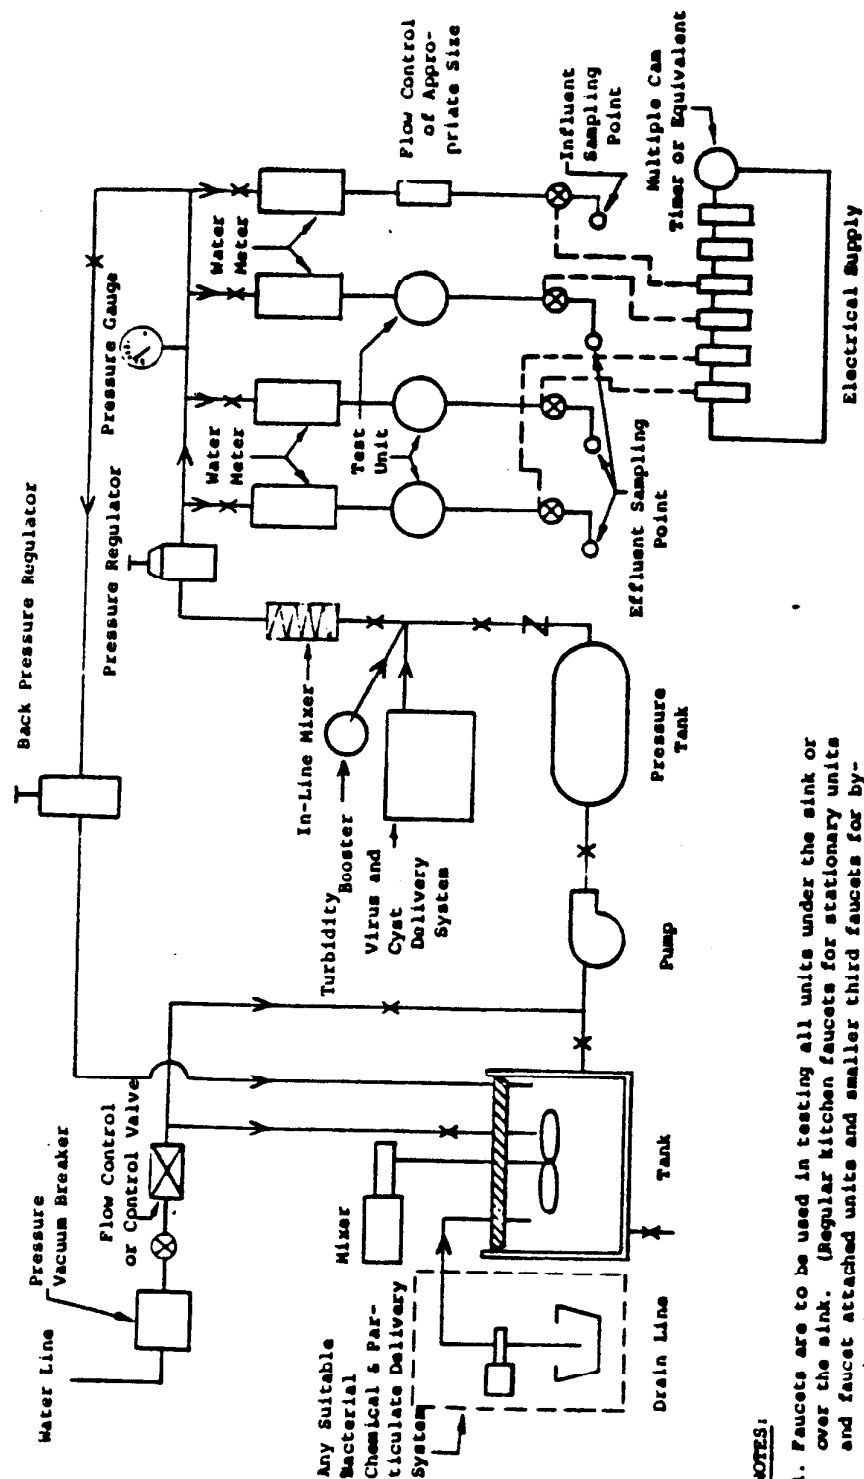 Water Line
Pressure
Vacuum Breaker
Flow Control
or Control Valve
Back Pressure Regulator
Pressure Regulator
Pressure Gauge
Water
Meter
Water
Meter
Flow Control
of Appro-
priate Size
Test
Unit
Influent
Sampling
Point
Multiple Cam
Timer or Equivalent
Electrical Supply
Effluent Sampling
Point
In-Line Mixer
Turbidity
Booster
Virus and
Cyst
Delivery
System
Pressure
Tank
Pump
Mixer
Tank
Any Suitable
Bacterial
Chemical & Par-
ticulate Delivery
System
Drain Line
NOTES:
1. Faucets are to be used in testing all units under the sink or
over the sink. (Regular kitchen faucets for stationary units
and faucet attached units and smaller third faucets for by-